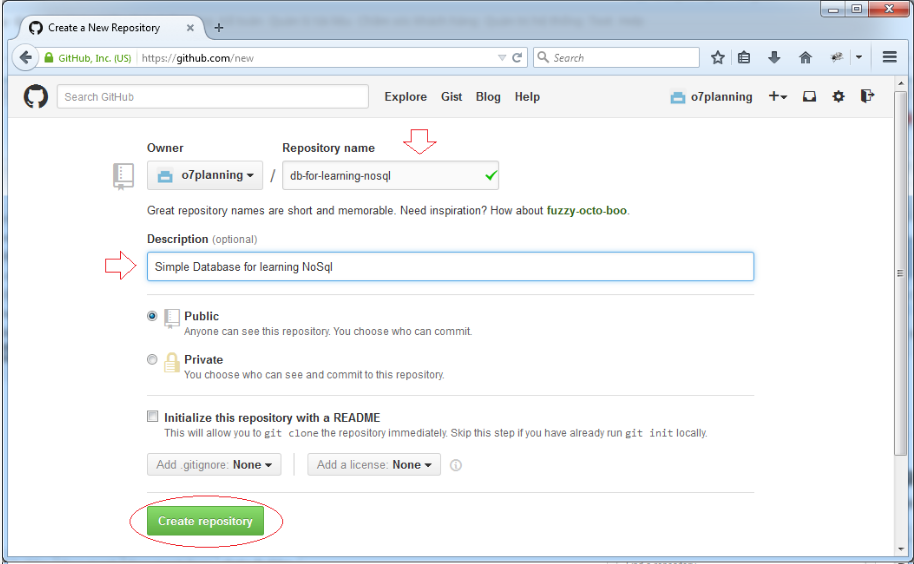 Create a New Repository
GitHub, Inc. (US) https://github.com/new
Search
Search GitHub
Explore Gist Blog Help
o7planning
Owner
Repository name
o7planning / db-for-learning-nosql
Great repository names are short and memorable. Need inspiration? How about fuzzy-octo-boo.
Description (optional)
Simple Database for learning NoSql
Public
Anyone can see this repository. You choose who can commit.
Private
You choose who can see and commit to this repository.
Initialize this repository with a README
This will allow you to git clone the repository immediately. Skip this step if you have already run git init locally.
Add .gitignore: None
Add a license: None
Create repository